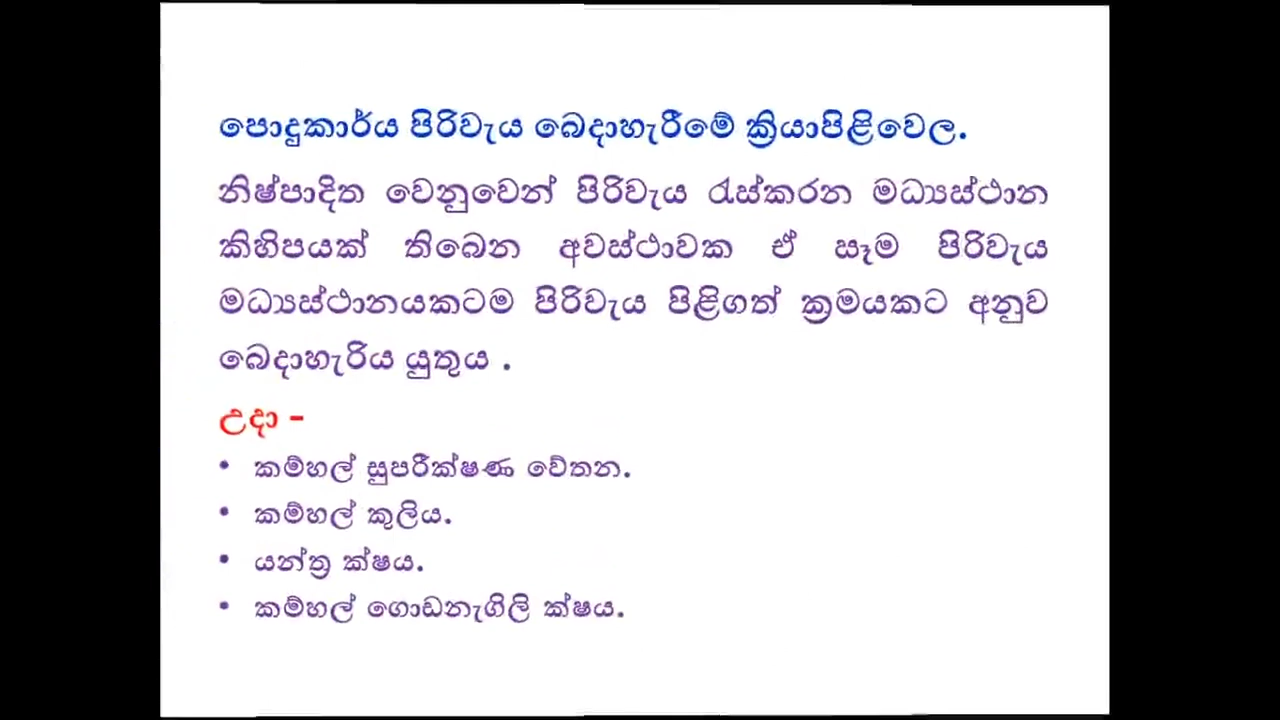 පොදුකාර්ය පිරිවැය බෙදාහැරීමේ ක්‍රියාපිළිවෙල.
නිෂ්පාදිත වෙනුවෙන් පිරිවැය රැස්කරන මධ්‍යස්ථාන
කිහිපයක් තිබෙන අවස්ථාවක ඒ සෑම පිරිවැය
මධ්‍යස්ථානයකටම පිරිවැය පිළිගත් ක්‍රමයකට අනුව
බෙදාහැරිය යුතුය .
උදා -
• කම්හල් සුපරීක්ෂණ වේතන.
• කම්හල් කුලිය.
• යන්ත්‍ර ක්ෂය.
• කම්හල් ගොඩනැගිලි ක්ෂය.